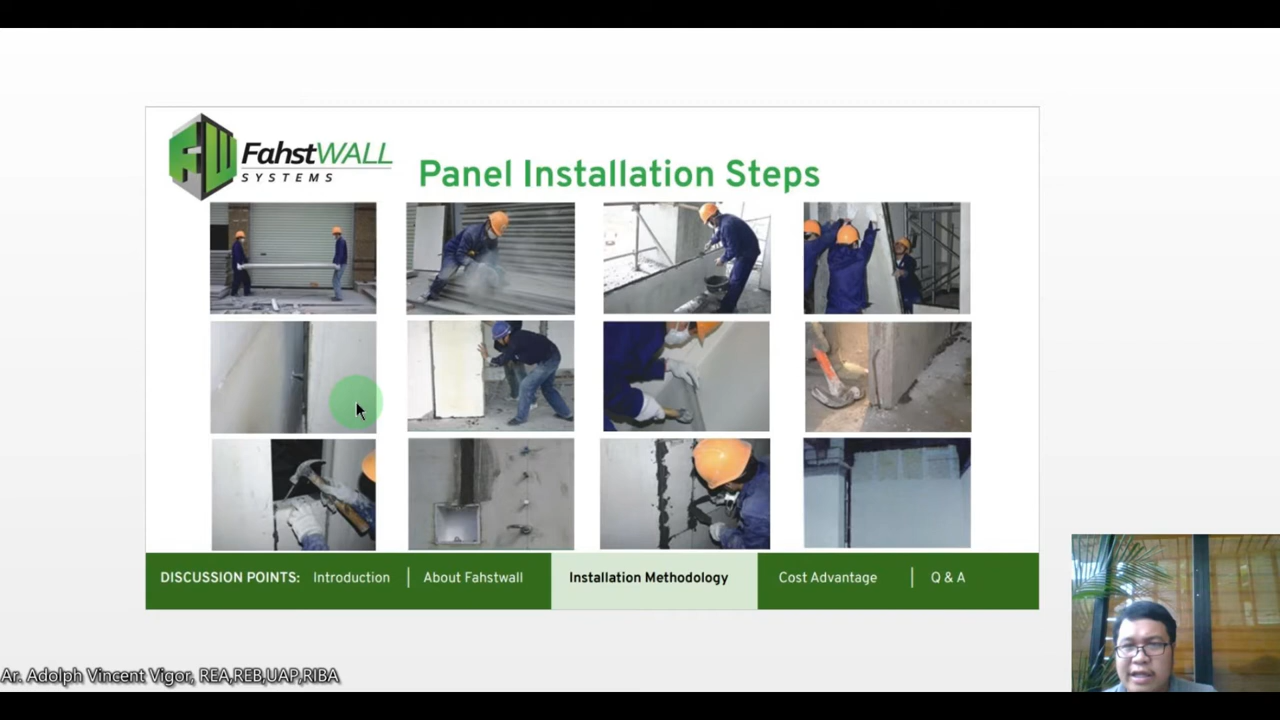 FahstWALL
SYSTEMS
Panel Installation Steps
DISCUSSION POINTS: Introduction | About Fahstwall Installation Methodology Cost Advantage | Q & A
Ar. Adolph Vincent Vigor, REA,REB,UAP,RIBA